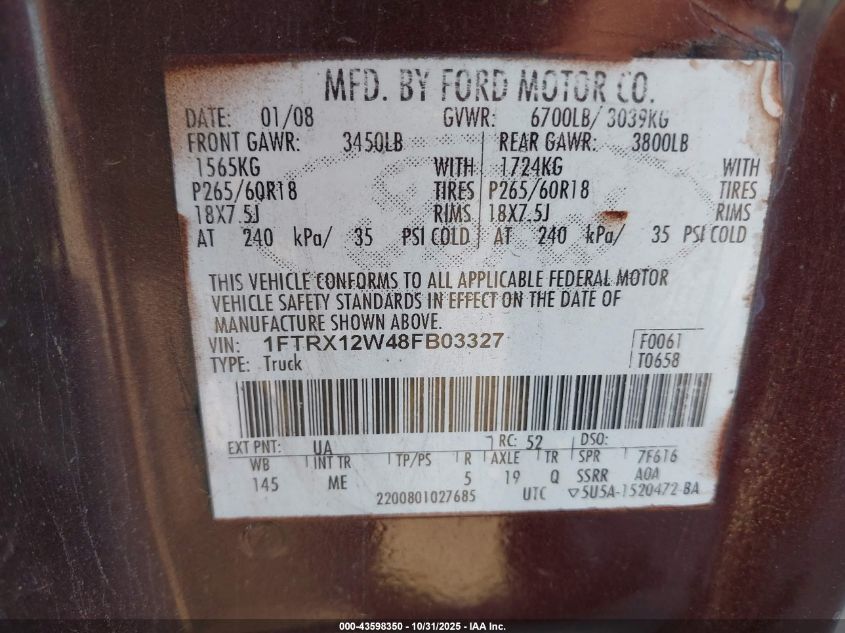 MFD. BY FORD MOTOR CO.
DATE: 01/08 GVWR: 6700LB/ 3039KG
FRONT GAWR: 3450LB REAR GAWR: 3800LB
1565KG WITH 1724KG WITH
P265/60R18 TIRES P265/60R18 TIRES
18X7.5J RIMS 18X7.5J RIMS
AT 240 kPa/ 35 PSI COLD AT 240 kPa/ 35 PSI COLD
THIS VEHICLE CONFORMS TO ALL APPLICABLE FEDERAL MOTOR
VEHICLE SAFETY STANDARDS IN EFFECT ON THE DATE OF
MANUFACTURE SHOWN ABOVE.
VIN: 1FTRX12W48FB03327 F0061
TYPE: Truck T0658
EXT PNT: UA RC: 52 DSO:
WB INT TR TP/PS R AXLE TR SPR 7F616
145 ME 5 19 Q SSRR A0A
2200801027685 UTC ▽5U5A-1520472-BA
000-43598350 - 10/31/2025 - IAA Inc.